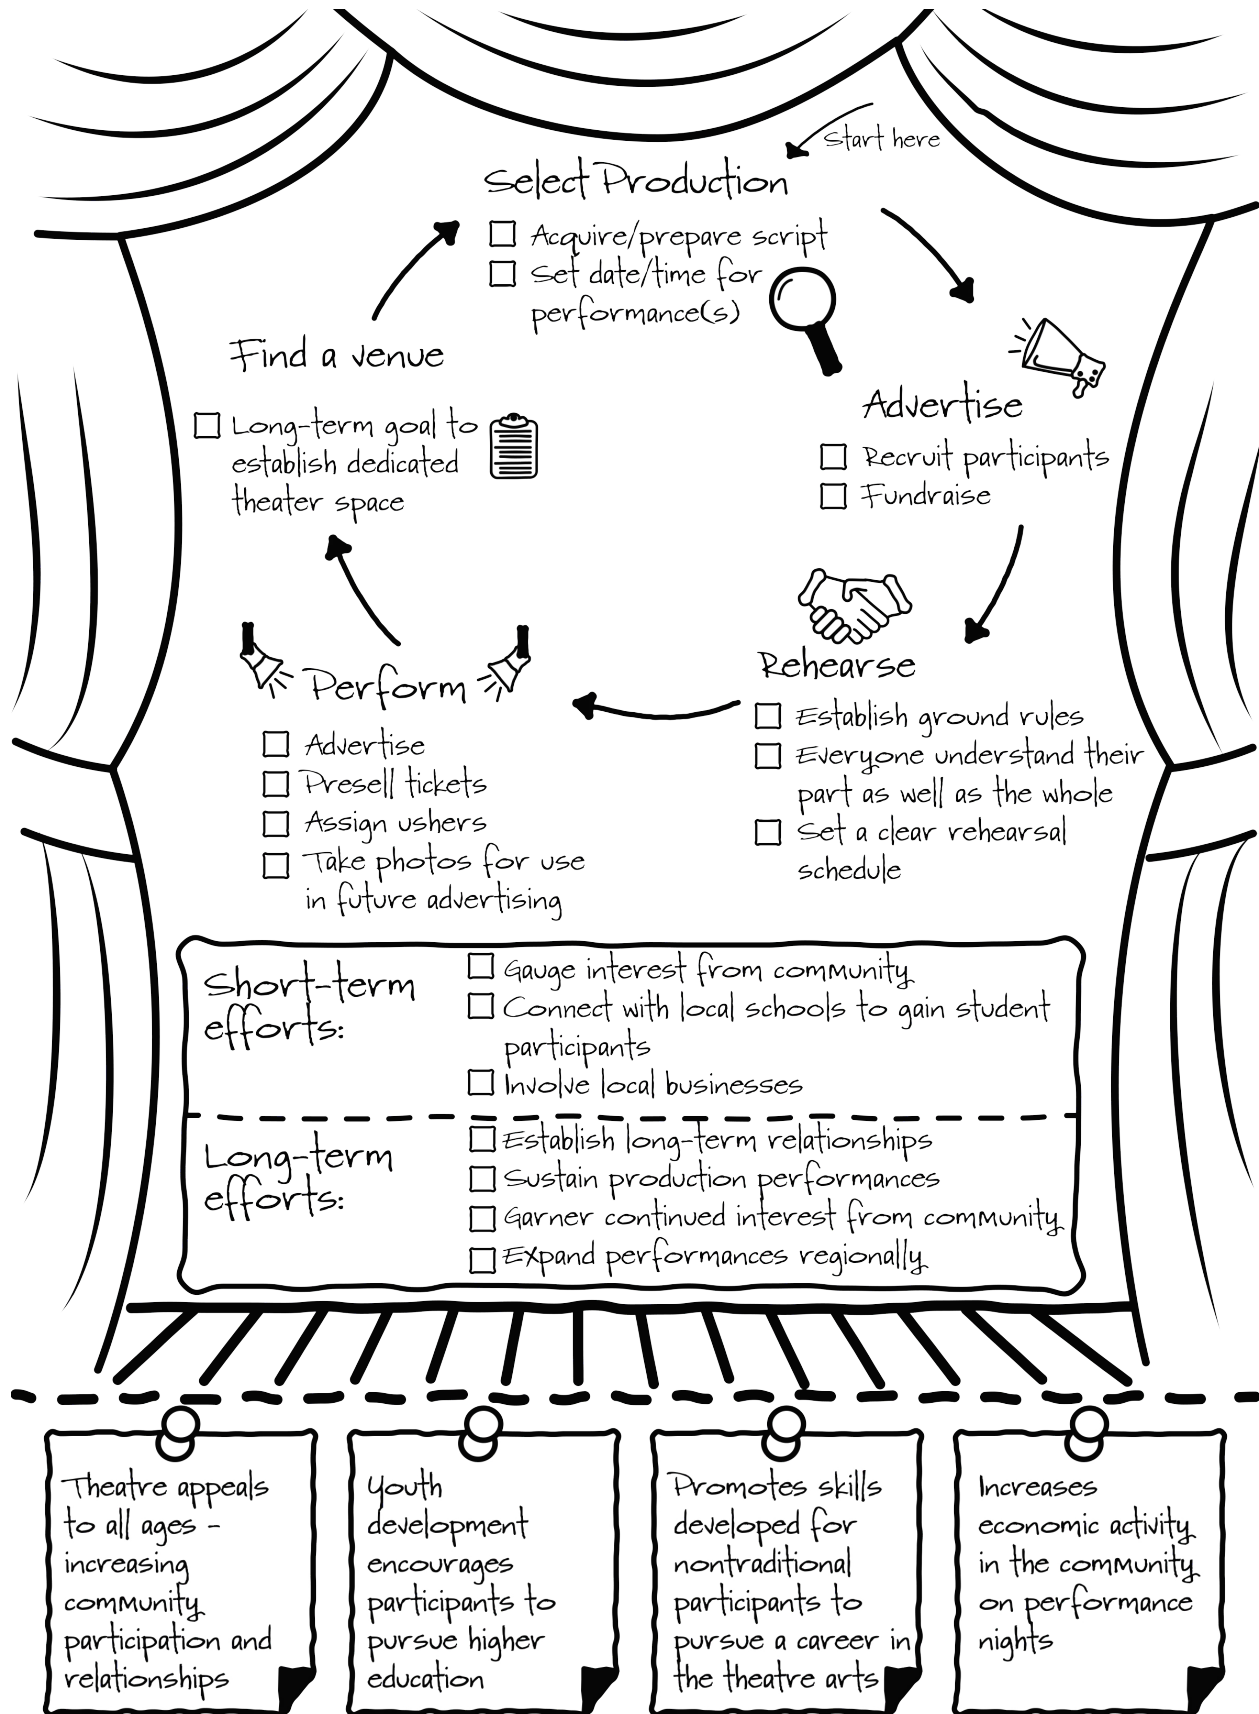 Start here
Select Production
Acquire/prepare script
Set date/time for
performance(s)
Advertise
Recruit participants
Fundraise
Rehearse
Establish ground rules
Everyone understand their
part as well as the whole
Set a clear rehearsal
schedule
Perform
Advertise
Presell tickets
Assign ushers
Take photos for use
in future advertising
Find a venue
Long-term goal to
establish dedicated
theater space
Short-term
efforts:
Gauge interest from community
Connect with local schools to gain student
participants
Involve local businesses
Long-term
efforts:
Establish long-term relationships
Sustain production performances
Garner continued interest from community
Expand performances regionally
Theatre appeals
to all ages -
increasing
community
participation and
relationships
Youth
development
encourages
participants to
pursue higher
education
Promotes skills
developed for
nontraditional
participants to
pursue a career in
the theatre arts
Increases
economic activity
in the community
on performance
nights